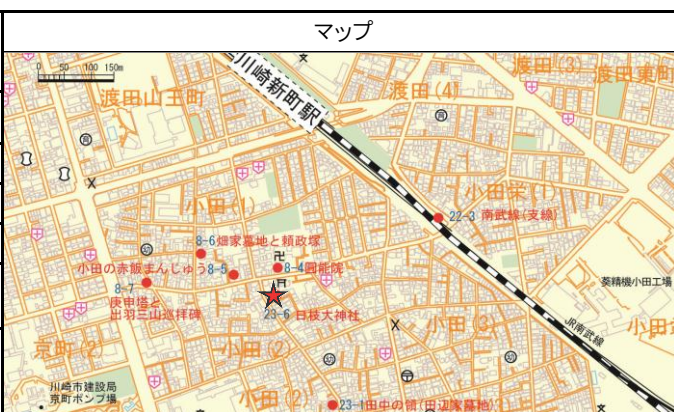 マップ
0 50 100 150m
川崎新町駅
渡田(3)
渡田東町
渡田山王町
渡田(4)
小田栄(1)
小田(1)
22-3 南武線(支線)
8-6 畑家墓地と頼政塚
小田の赤飯まんじゅう 8-5
8-4 圓能院
8-7
庚申塔と
出羽三山巡拝碑
23-6 日枝大神社
葵精機小田工場
小田(3)
JR南武線
京町(2)
小田(2)
川崎市建設局
京町ポンプ場
小田(2)
23-1 田中の領(田辺家墓地)